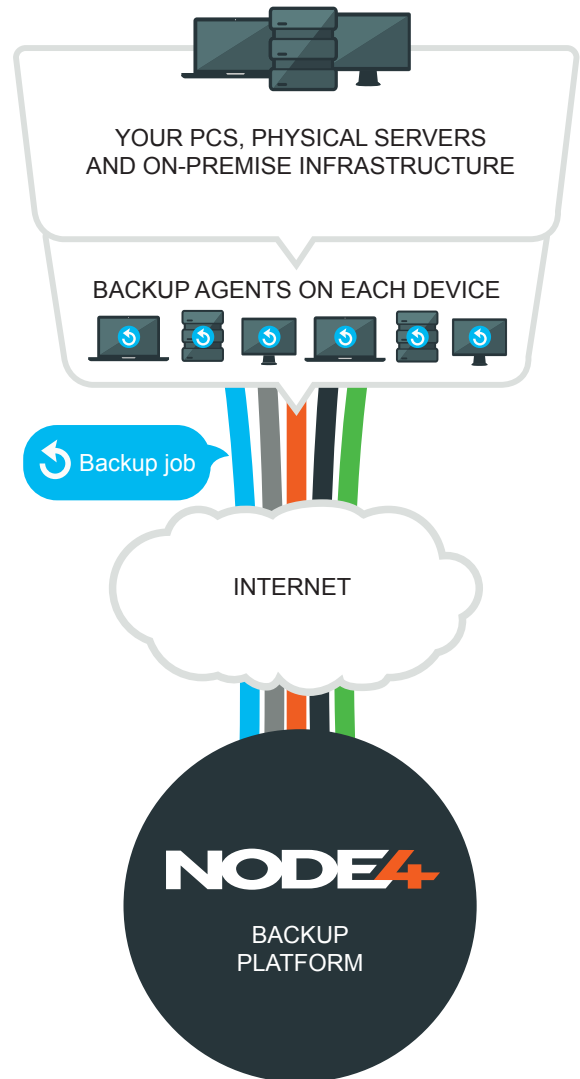 YOUR PCS, PHYSICAL SERVERS
AND ON-PREMISE INFRASTRUCTURE
BACKUP AGENTS ON EACH DEVICE
Backup job
INTERNET
NODE4
BACKUP
PLATFORM